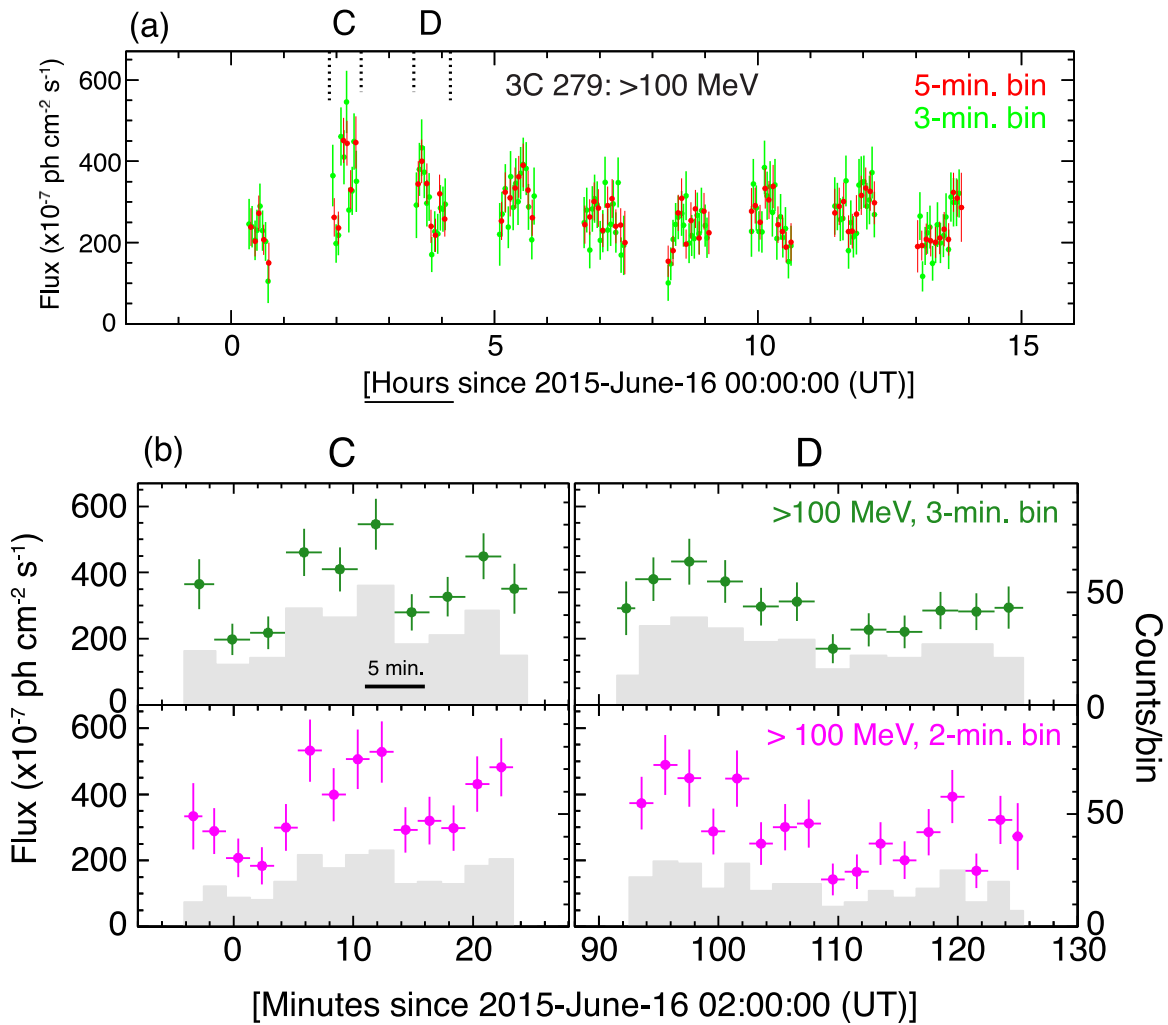 (a) C D
600
400
200
0
3C 279: >100 MeV
5-min. bin
3-min. bin
Flux (x10-7 ph cm-2 s-1)
0 5 10 15
[Hours since 2015-June-16 00:00:00 (UT)]
(b) C D
600
400
200
0
5 min.
>100 MeV, 3-min. bin
50
0
600
400
200
0
> 100 MeV, 2-min. bin
50
0
Flux (x10-7 ph cm-2 s-1)
Counts/bin
0 10 20 90 100 110 120 130
[Minutes since 2015-June-16 02:00:00 (UT)]